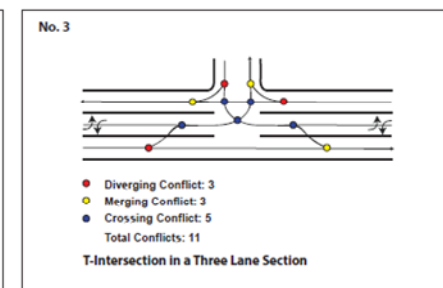 No. 3
Diverging Conflict: 3
Merging Conflict: 3
Crossing Conflict: 5
Total Conflicts: 11
T-Intersection in a Three Lane Section